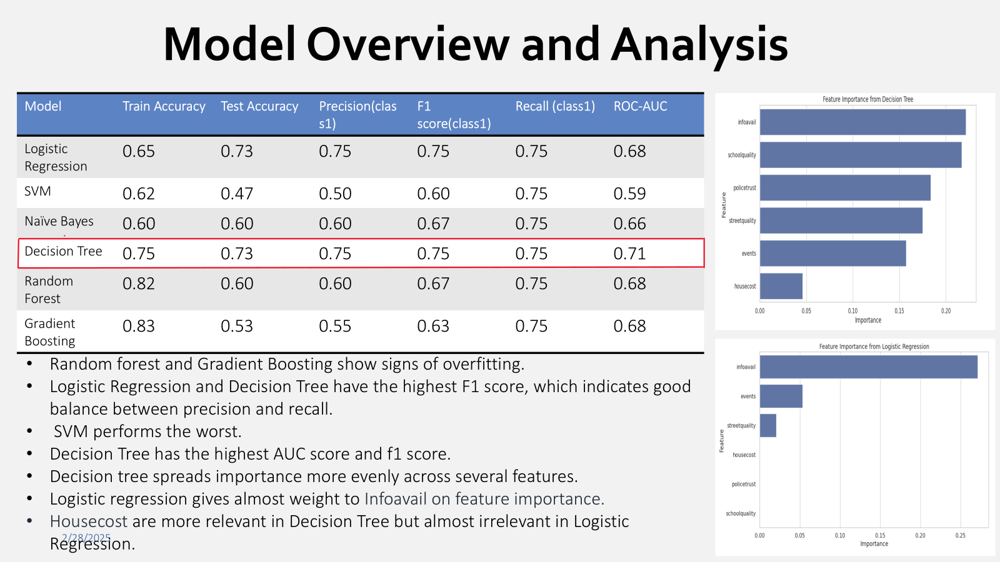 Model Overview and Analysis
Model Train Accuracy Test Accuracy Precision(clas F1 Recall (class1) ROC-AUC
s1) score(class1)
Logistic 0.65 0.73 0.75 0.75 0.75 0.68
Regression
SVM 0.62 0.47 0.50 0.60 0.75 0.59
Naïve Bayes 0.60 0.60 0.60 0.67 0.75 0.66
Decision Tree 0.75 0.73 0.75 0.75 0.75 0.71
Random 0.82 0.60 0.60 0.67 0.75 0.68
Forest
Gradient 0.83 0.53 0.55 0.63 0.75 0.68
Boosting
• Random forest and Gradient Boosting show signs of overfitting.
• Logistic Regression and Decision Tree have the highest F1 score, which indicates good
balance between precision and recall.
• SVM performs the worst.
• Decision Tree has the highest AUC score and f1 score.
• Decision tree spreads importance more evenly across several features.
• Logistic regression gives almost weight to Infoavail on feature importance.
• Housecost are more relevant in Decision Tree but almost irrelevant in Logistic
Regression.
2/28/2025
Feature Importance from Decision Tree
infoavail
schoolquality
policetrust
streetquality
events
housecost
Feature
0.00 0.05 0.10 0.15 0.20
Importance
Feature Importance from Logistic Regression
infoavail
events
streetquality
housecost
policetrust
schoolquality
Feature
0.00 0.05 0.10 0.15 0.20 0.25
Importance